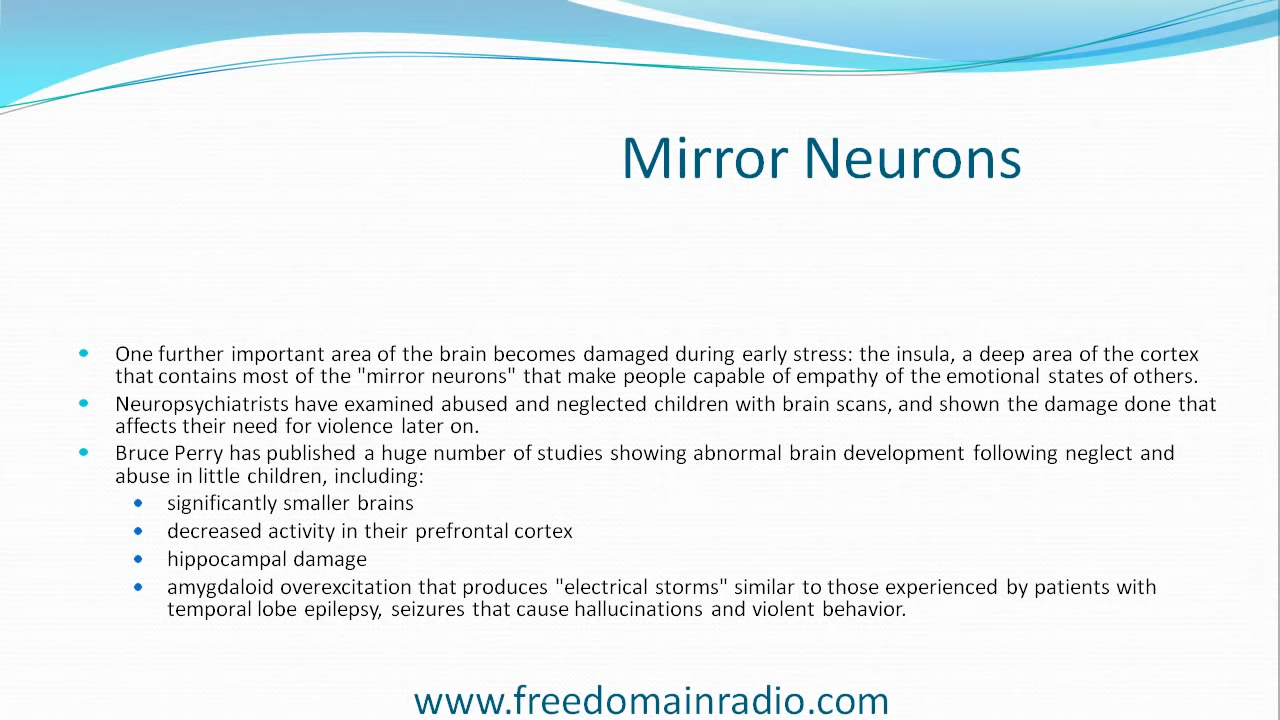 Mirror Neurons
One further important area of the brain becomes damaged during early stress: the insula, a deep area of the cortex
that contains most of the "mirror neurons" that make people capable of empathy of the emotional states of others.
Neuropsychiatrists have examined abused and neglected children with brain scans, and shown the damage done that
affects their need for violence later on.
Bruce Perry has published a huge number of studies showing abnormal brain development following neglect and
abuse in little children, including:
significantly smaller brains
decreased activity in their prefrontal cortex
hippocampal damage
amygdaloid overexcitation that produces "electrical storms" similar to those experienced by patients with
temporal lobe epilepsy, seizures that cause hallucinations and violent behavior.
www.freedomainradio.com